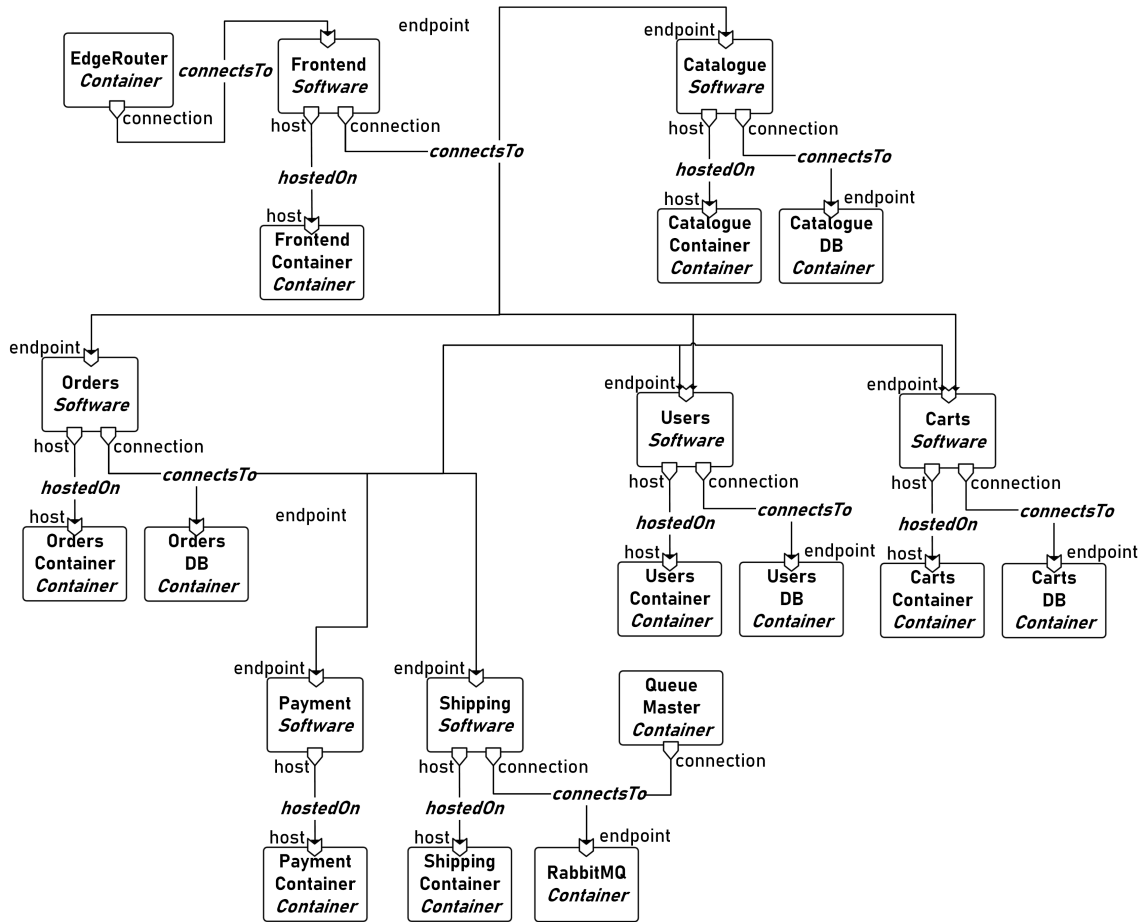 endpoint
EdgeRouter
Container
connectsTo
connection
Frontend
Software
host
connection
connectsTo
hostedOn
host
Frontend
Container
Container
endpoint
Catalogue
Software
host
connection
connectsTo
hostedOn
host
endpoint
Catalogue
Container
Container
Catalogue
DB
Container
endpoint
Orders
Software
host
connection
connectsTo
hostedOn
host
endpoint
Orders
Container
Container
Orders
DB
Container
endpoint
Users
Software
host
connection
connectsTo
hostedOn
host
endpoint
Users
Container
Container
Users
DB
Container
endpoint
Carts
Software
host
connection
connectsTo
hostedOn
host
endpoint
Carts
Container
Container
Carts
DB
Container
endpoint
Payment
Software
host
hostedOn
host
Payment
Container
Container
endpoint
Shipping
Software
host
connection
connectsTo
hostedOn
host
Shipping
Container
Container
Queue
Master
Container
connection
endpoint
RabbitMQ
Container